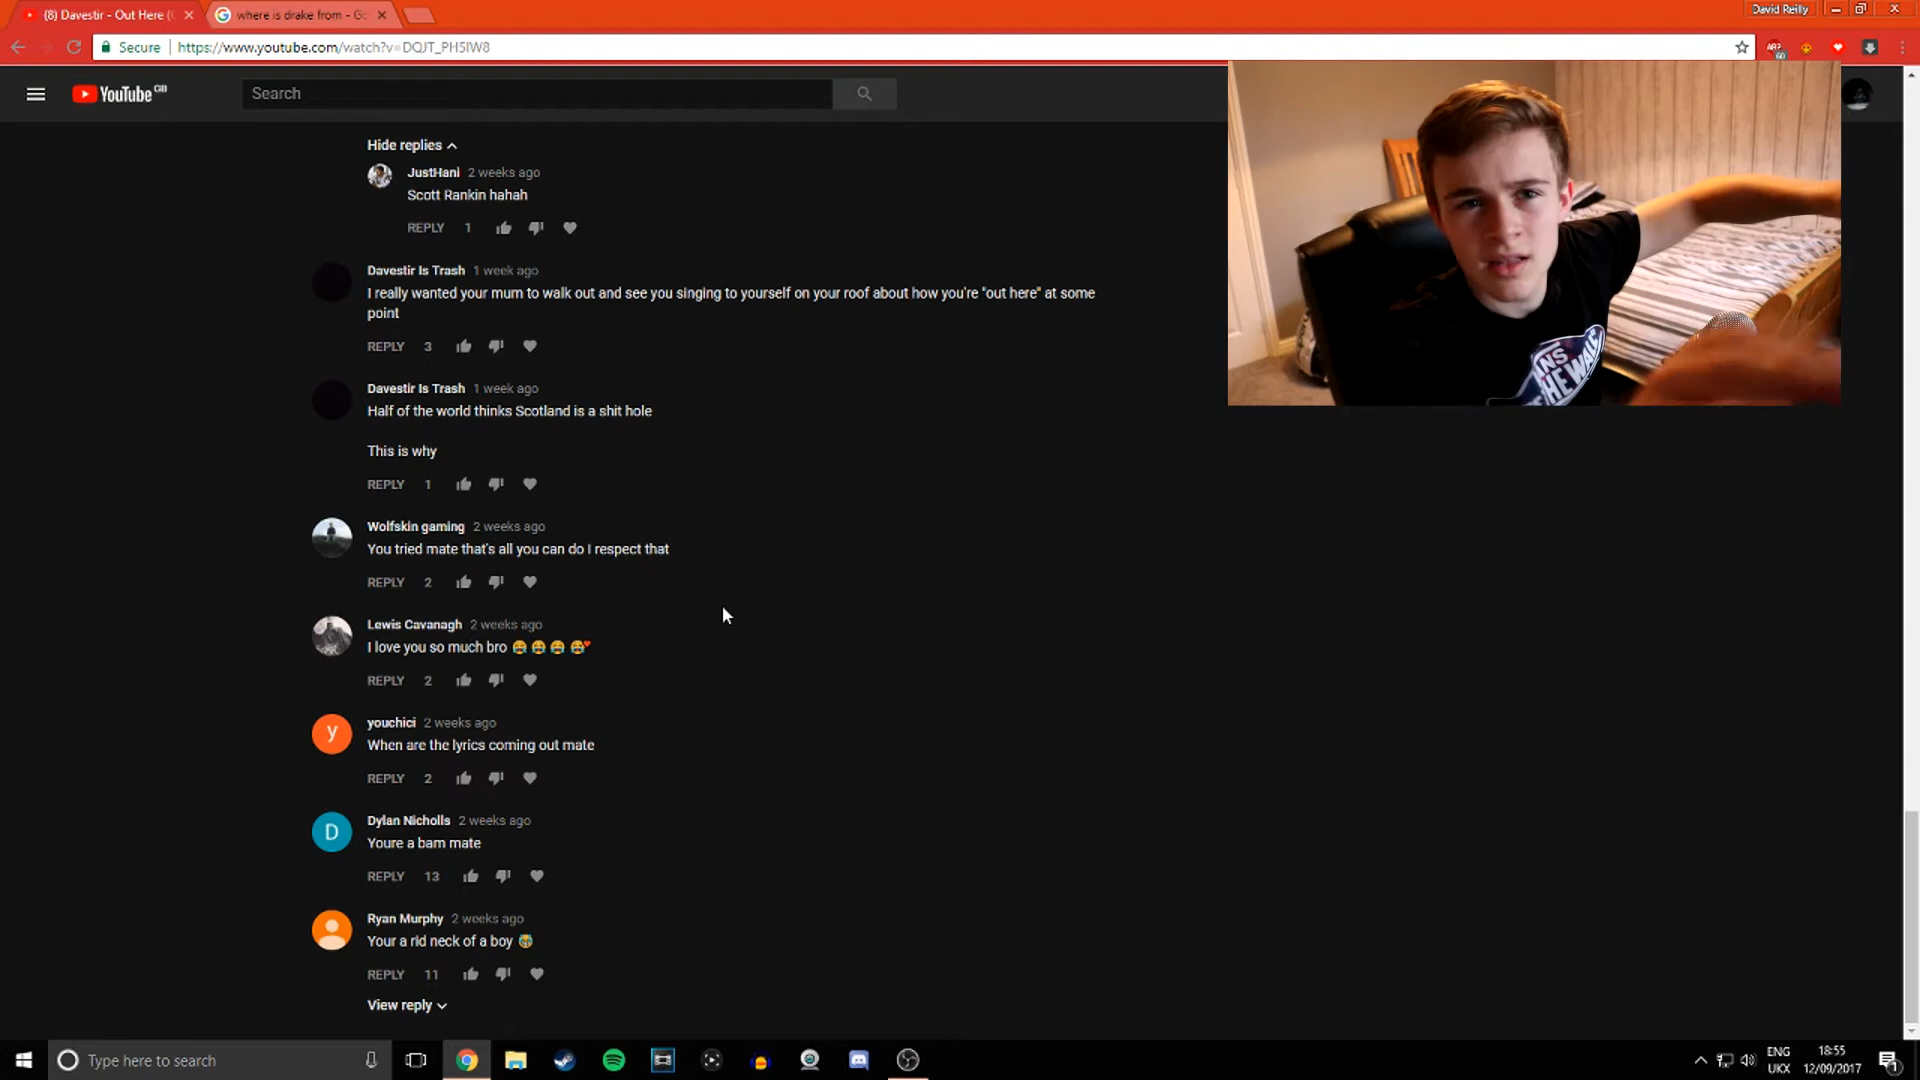 (8) Davestir - Out Here (
where is drake from - Go
David Reilly
Secure
https://www.youtube.com/watch?v=DQJT_PH5IW8
ABP
60
YouTube GB
Search
Hide replies
JustHani 2 weeks ago
Scott Rankin hahah
REPLY 1
Davestir Is Trash 1 week ago
I really wanted your mum to walk out and see you singing to yourself on your roof about how you're "out here" at some
point
REPLY 3
Davestir Is Trash 1 week ago
Half of the world thinks Scotland is a shit hole
This is why
REPLY 1
Wolfskin gaming 2 weeks ago
You tried mate that's all you can do I respect that
REPLY 2
Lewis Cavanagh 2 weeks ago
I love you so much bro 😂 😂 😂 😂❤
REPLY 2
y
youchici 2 weeks ago
When are the lyrics coming out mate
REPLY 2
D
Dylan Nicholls 2 weeks ago
Youre a bam mate
REPLY 13
Ryan Murphy 2 weeks ago
Your a rid neck of a boy 😂
REPLY 11
View reply
ANS
HE WALL
Type here to search
ENG
UKX
18:55
12/09/2017
1